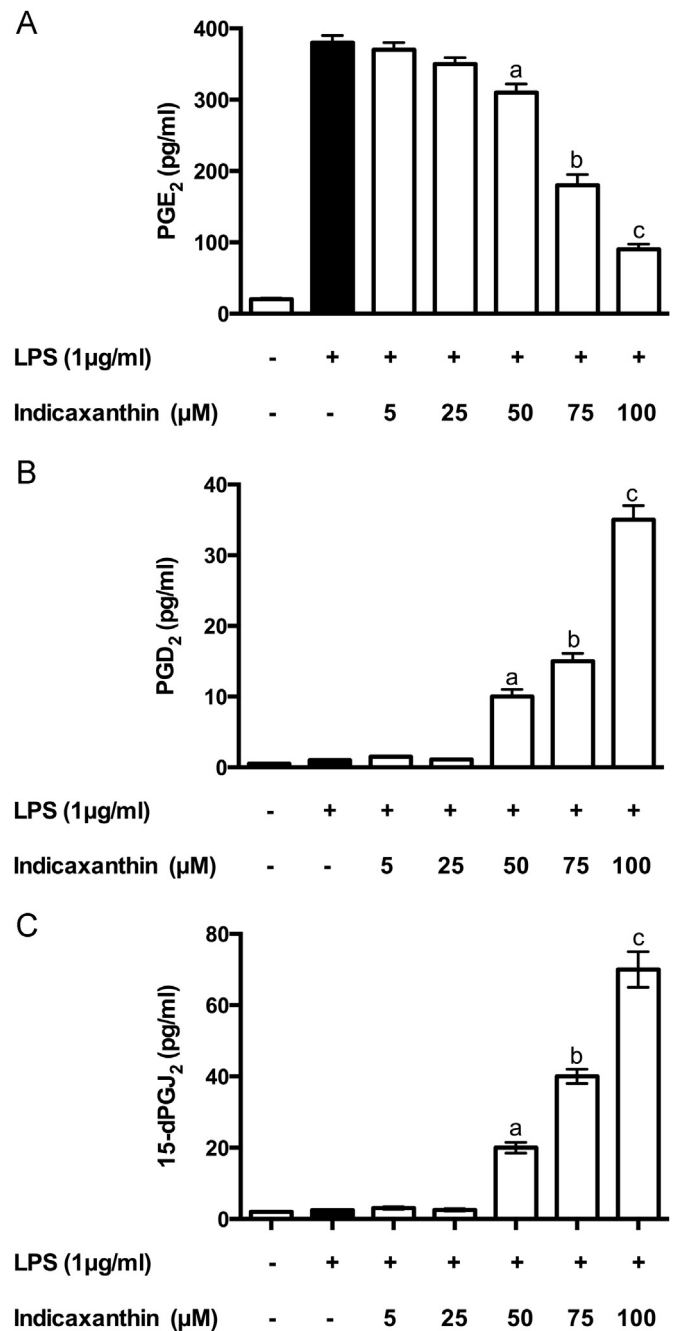 A
PGE2 (pg/ml)
400
300
200
100
0
a
b
c
LPS (1µg/ml) - + + + + + +
Indicaxanthin (µM) - - 5 25 50 75 100
B
PGD2 (pg/ml)
40
30
20
10
0
a
b
c
LPS (1µg/ml) - + + + + + +
Indicaxanthin (µM) - - 5 25 50 75 100
C
15-dPGJ2 (pg/ml)
80
60
40
20
0
a
b
c
LPS (1µg/ml) - + + + + + +
Indicaxanthin (µM) - - 5 25 50 75 100